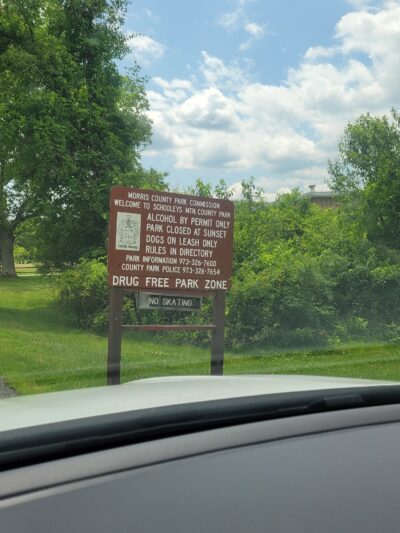 MORRIS COUNTY PARK COMMISSION
WELCOME TO SCHOOLEYS MTN. COUNTY PARK
ALCOHOL BY PERMIT ONLY
PARK CLOSED AT SUNSET
DOGS ON LEASH ONLY
RULES IN DIRECTORY
PARK INFORMATION 973-326-7600
COUNTY PARK POLICE 973-326-7654
DRUG FREE PARK ZONE
NO SKATING